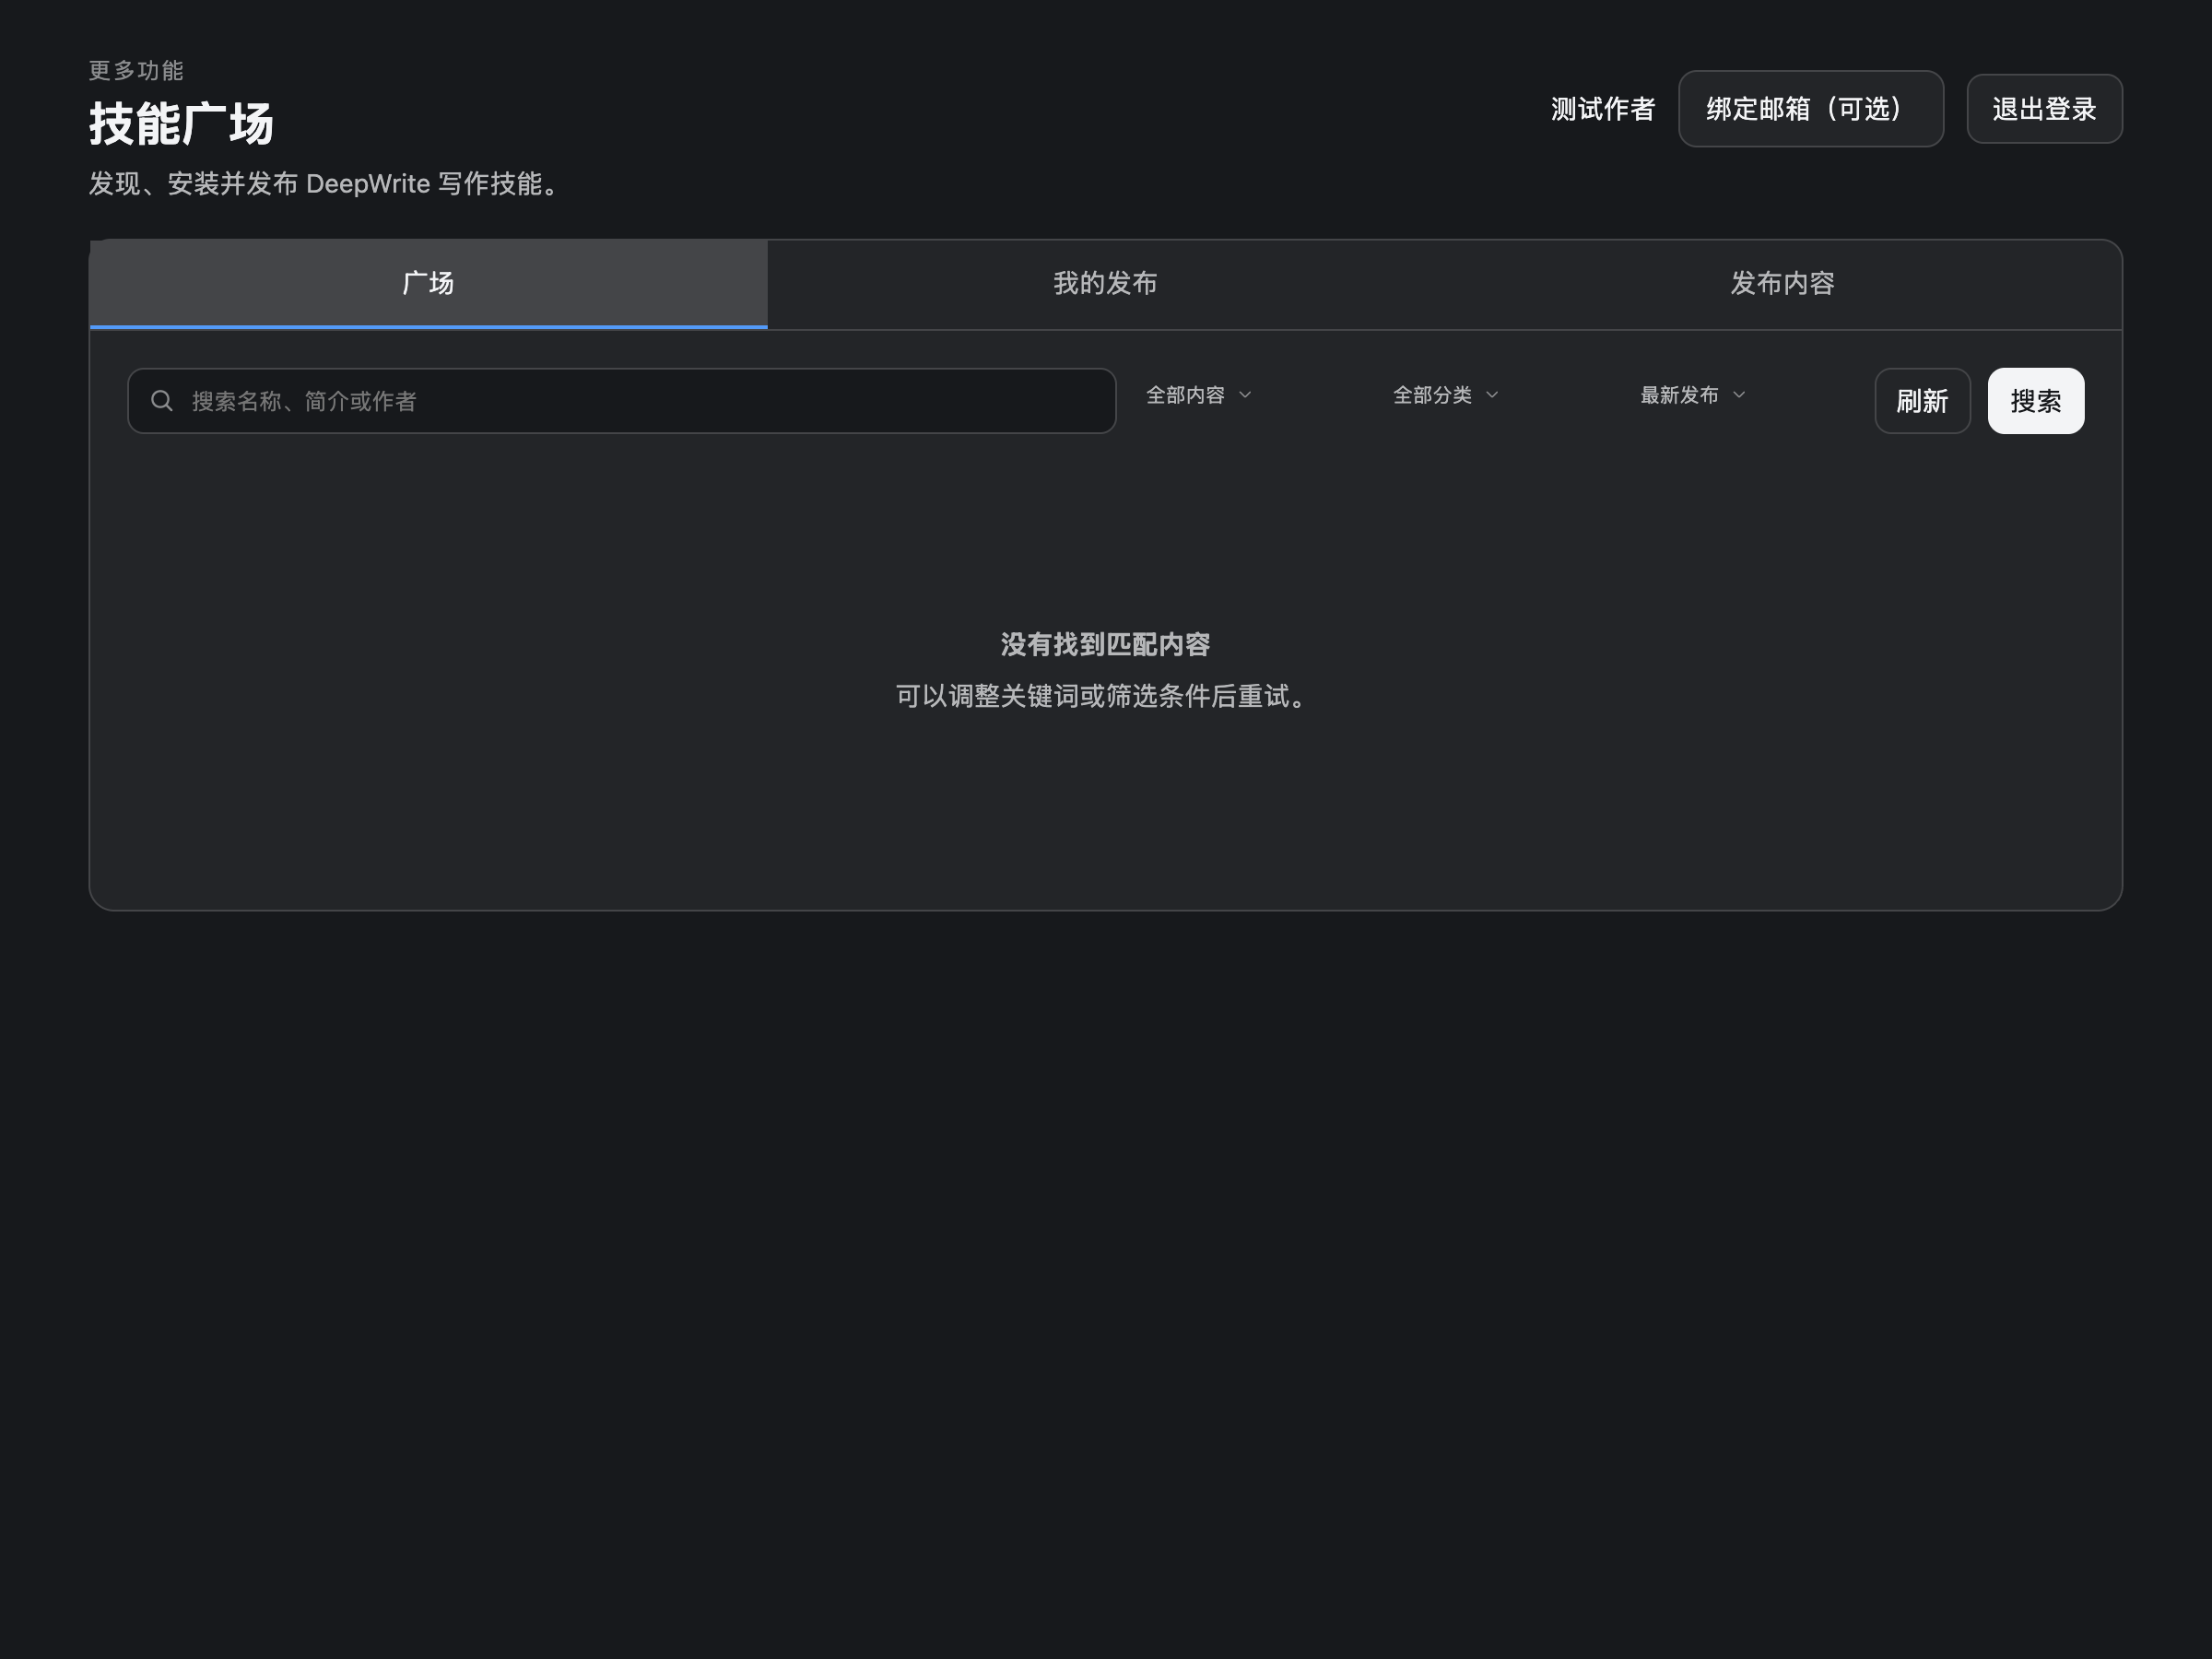 更多功能
技能广场
发现、安装并发布 DeepWrite 写作技能。
测试作者
绑定邮箱（可选）
退出登录
广场
我的发布
发布内容
搜索名称、简介或作者
全部内容
全部分类
最新发布
刷新
搜索
没有找到匹配内容
可以调整关键词或筛选条件后重试。